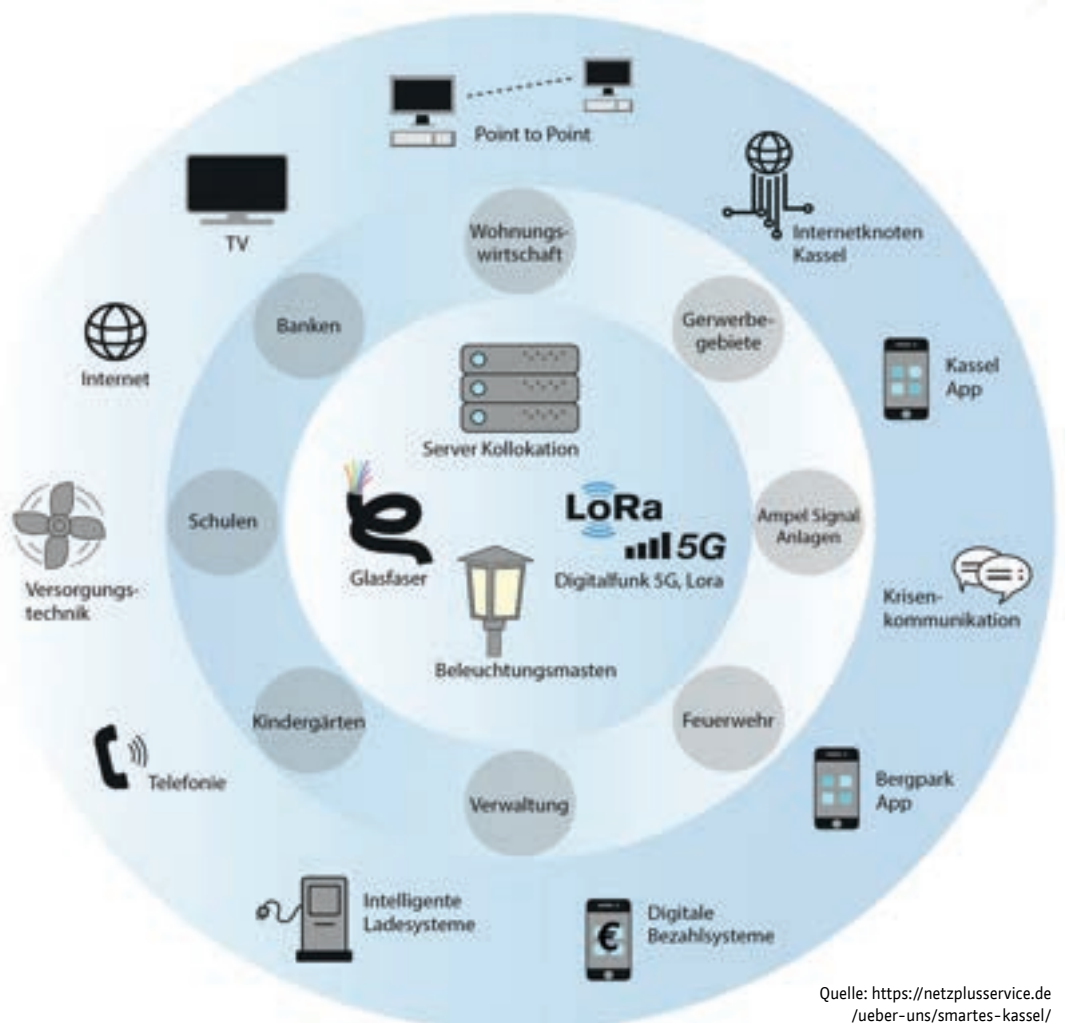 Point to Point
TV
Internetknoten
Kassel
Wohnungs-
wirtschaft
Banken
Gerwerbe-
gebiete
Internet
Kassel
App
Server Kollokation
Schulen
LoRa
5G
Ampel Signal
Anlagen
Glasfaser
Digitalfunk 5G, Lora
Versorgungs-
technik
Krisen-
kommunikation
Beleuchtungsmasten
Kindergärten
Feuerwehr
Telefonie
Verwaltung
Bergpark
App
Intelligente
Ladesysteme
€
Digitale
Bezahlsysteme
Quelle: https://netzplusservice.de
/ueber-uns/smartes-kassel/